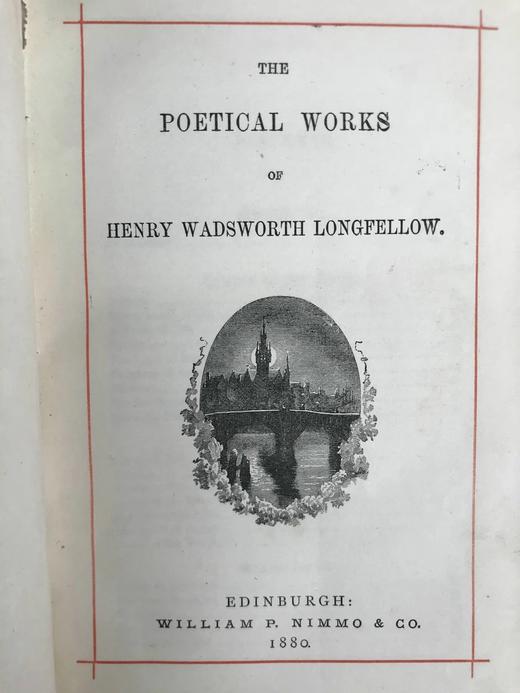 THE
POETICAL WORKS
OF
HENRY WADSWORTH LONGFELLOW.
EDINBURGH:
WILLIAM P. NIMMO & CO.
1880.